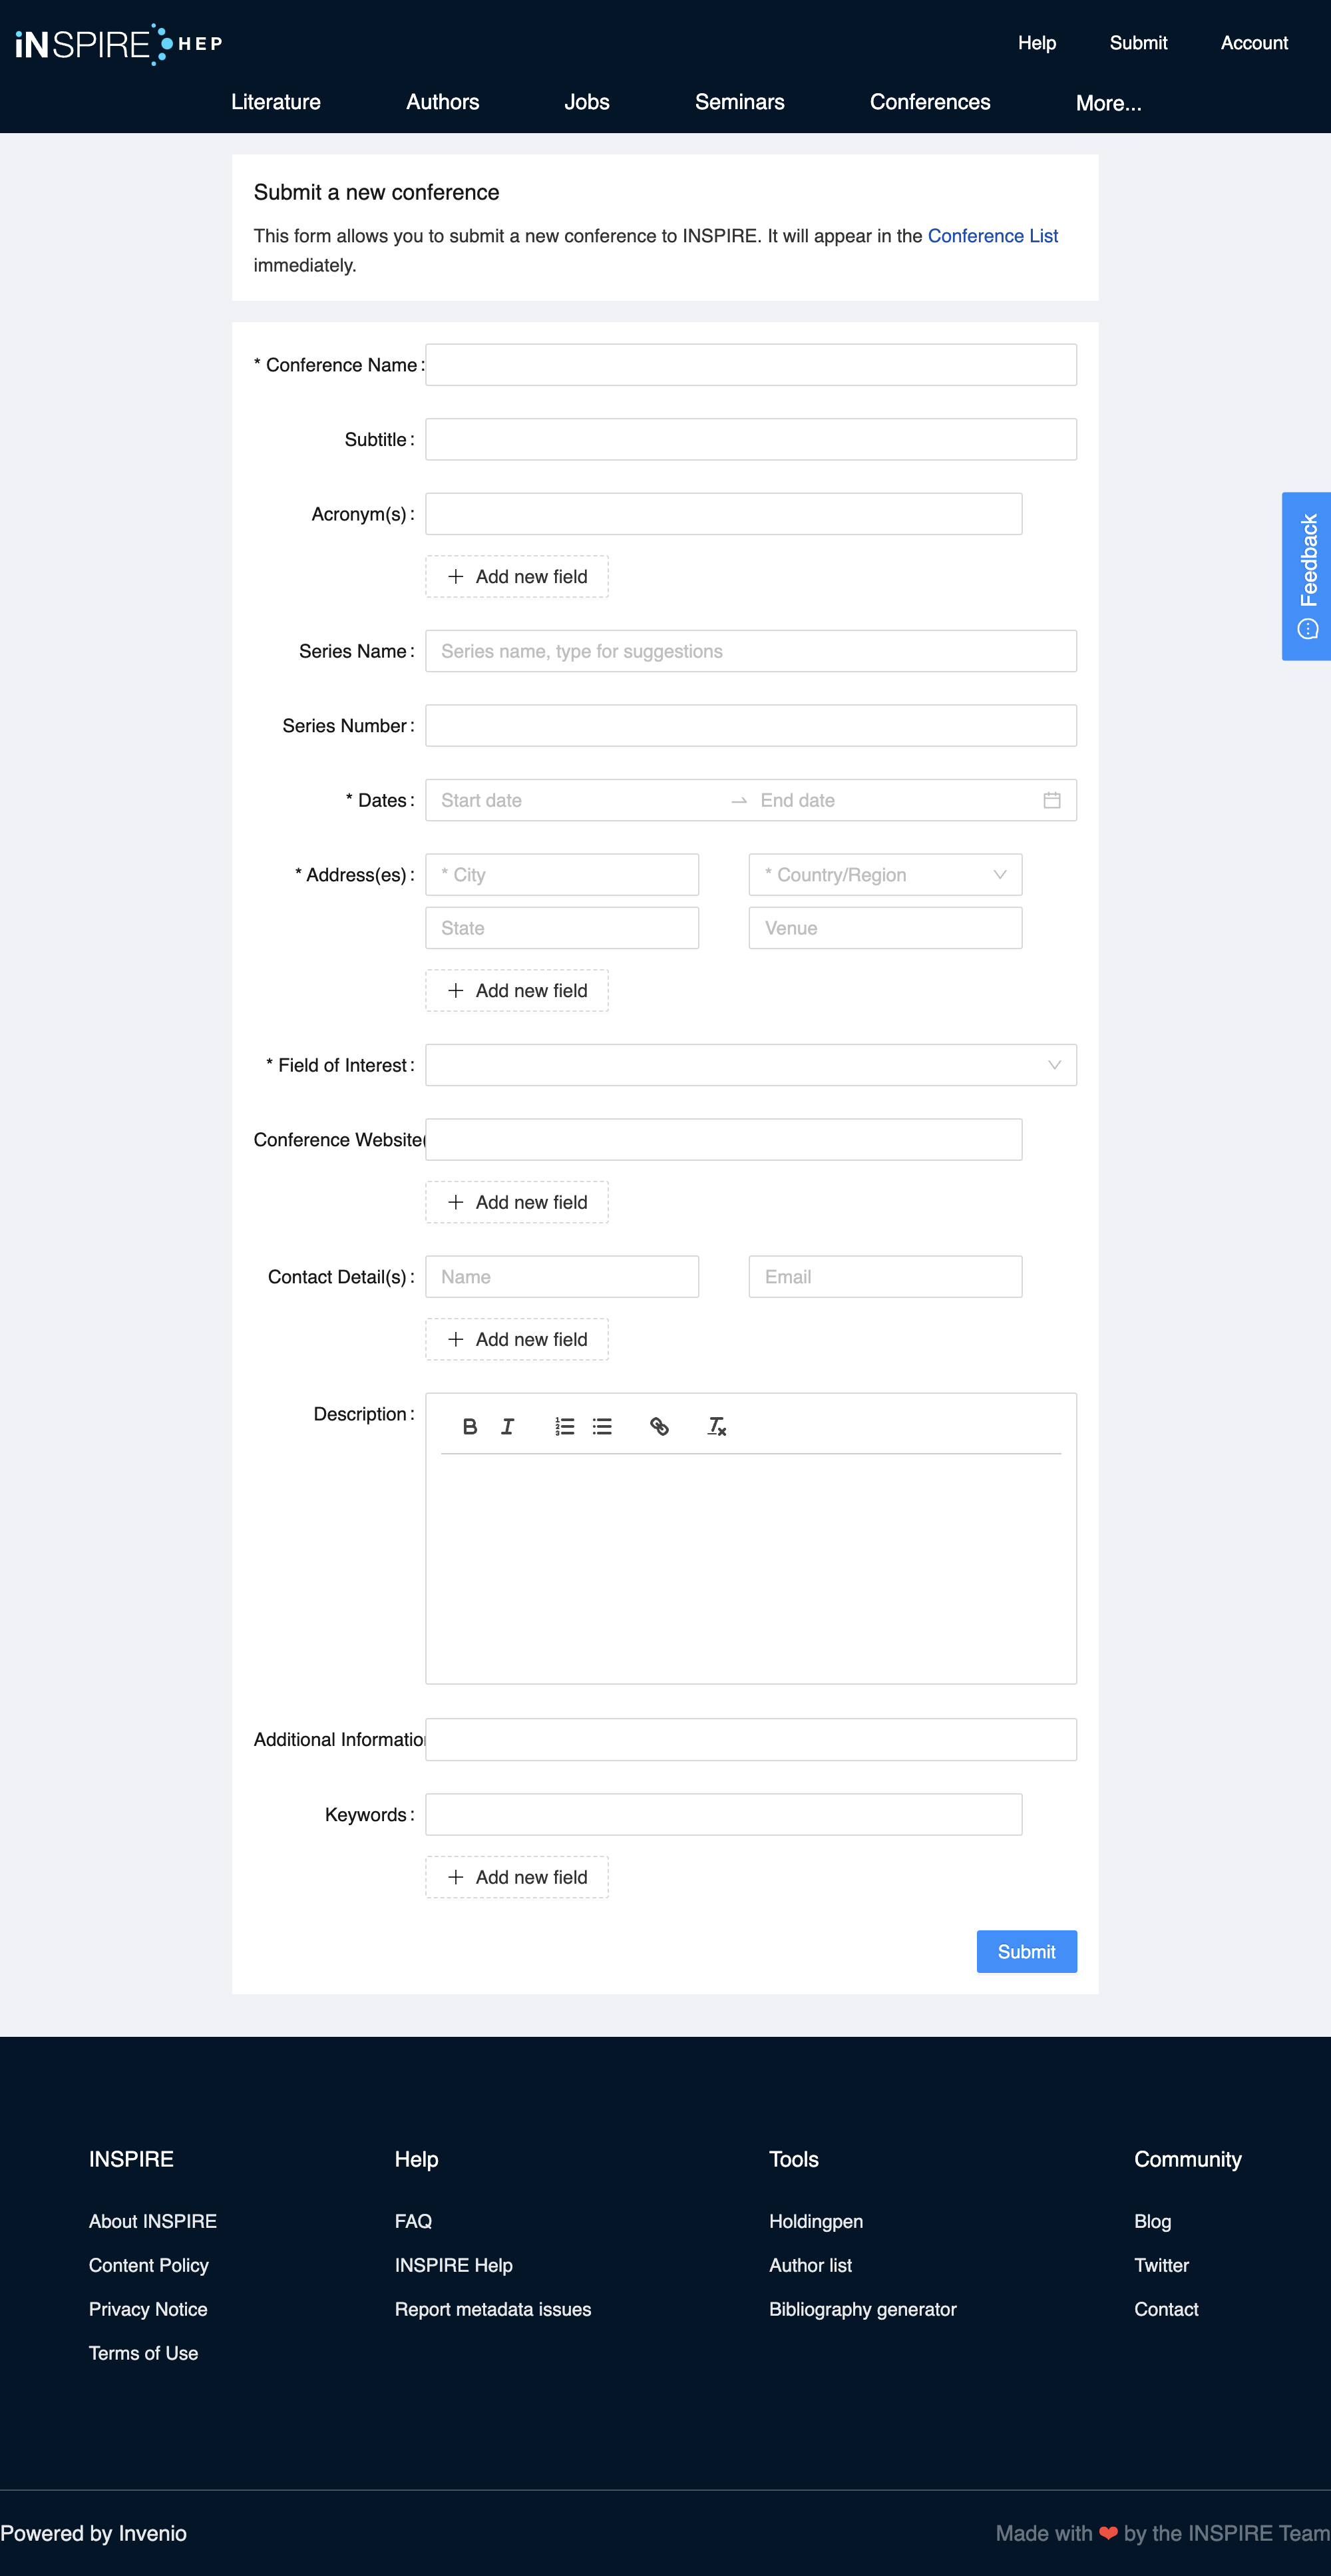 iNSPIRE HEP
Help Submit Account
Literature Authors Jobs Seminars Conferences More...
Submit a new conference
This form allows you to submit a new conference to INSPIRE. It will appear in the Conference List
immediately.
* Conference Name:
Subtitle:
Acronym(s):
+ Add new field
Feedback
Series Name: Series name, type for suggestions
Series Number:
* Dates: Start date → End date
* Address(es): * City * Country/Region
State Venue
+ Add new field
* Field of Interest:
Conference Website(
+ Add new field
Contact Detail(s): Name Email
+ Add new field
Description: B I
Additional Information
Keywords:
+ Add new field
Submit
INSPIRE Help Tools Community
About INSPIRE FAQ Holdingpen Blog
Content Policy INSPIRE Help Author list Twitter
Privacy Notice Report metadata issues Bibliography generator Contact
Terms of Use
Powered by Invenio Made with ❤ by the INSPIRE Team